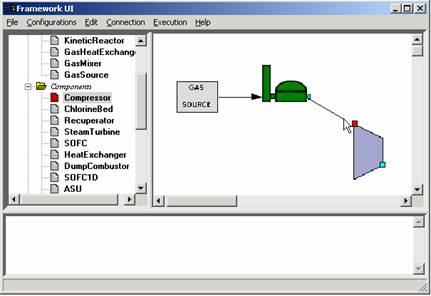 Framework UI
File Configurations Edit Connection Execution Help
KineticReactor
GasHeatExchang
GasMixer
GasSource
Components
Compressor
ChlorineBed
Recuperator
SteamTurbine
SOFC
HeatExchanger
DumpCombustor
SOFC1D
ASU
GAS
SOURCE